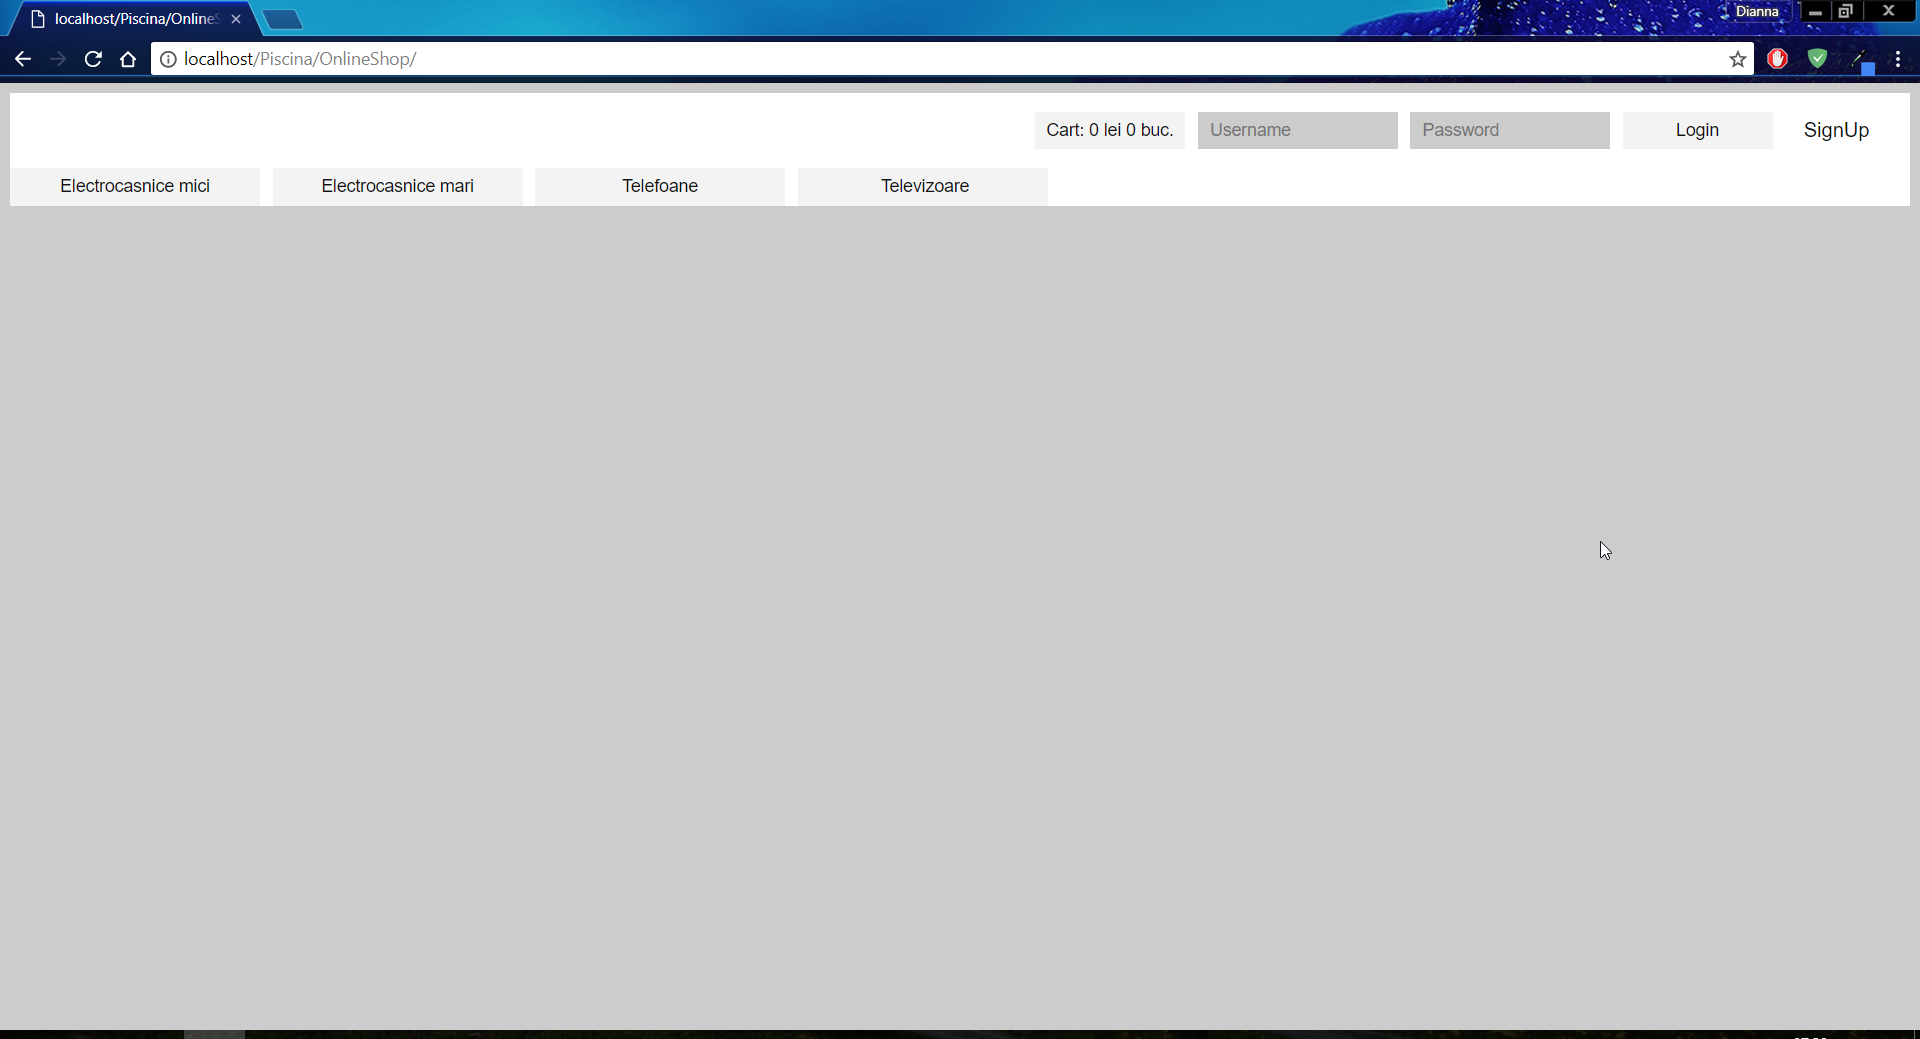 localhost/Piscina/Online
Dianna
localhost/Piscina/OnlineShop/
Cart: 0 lei 0 buc.
Username
Password
Login
SignUp
Electrocasnice mici
Electrocasnice mari
Telefoane
Televizoare